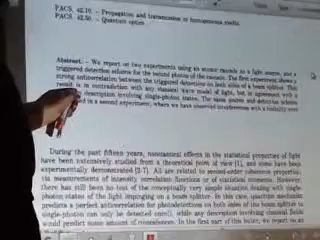 PACS. 42.10. – Propagation and transmission in homogeneous media.
PACS. 42.50. – Quantum optics.
Abstract. – We report on two experiments using an atomic cascade as a light source, and a
triggered detection scheme for the second photon of the cascade. The first experiment shows a
strong anticorrelation between the triggered detections on both sides of a beam splitter. This
result is in contradiction with any classical wave model of light, but in agreement with a
description involving single-photon states. The same source and detection scheme
in a second experiment, where we have observed interferences with a visibility over
During the past fifteen years, nonclassical effects in the statistical properties of light
have been extensively studied from a theoretical point of view [1], and some have been
experimentally demonstrated [2-7]. All are related to second-order coherence properties,
via measurements of intensity correlation functions or of statistical moments. However,
there has still been no test of the conceptually very simple situation dealing with single-
photon states of the light impinging on a beam splitter. In this case, quantum mechanics
predicts a perfect anticorrelation for photodetections on both sides of the beam splitter (a
single-photon can only be detected once!), while any description involving classical fields
would predict some amount of coincidences. In the first part of this letter, we report on